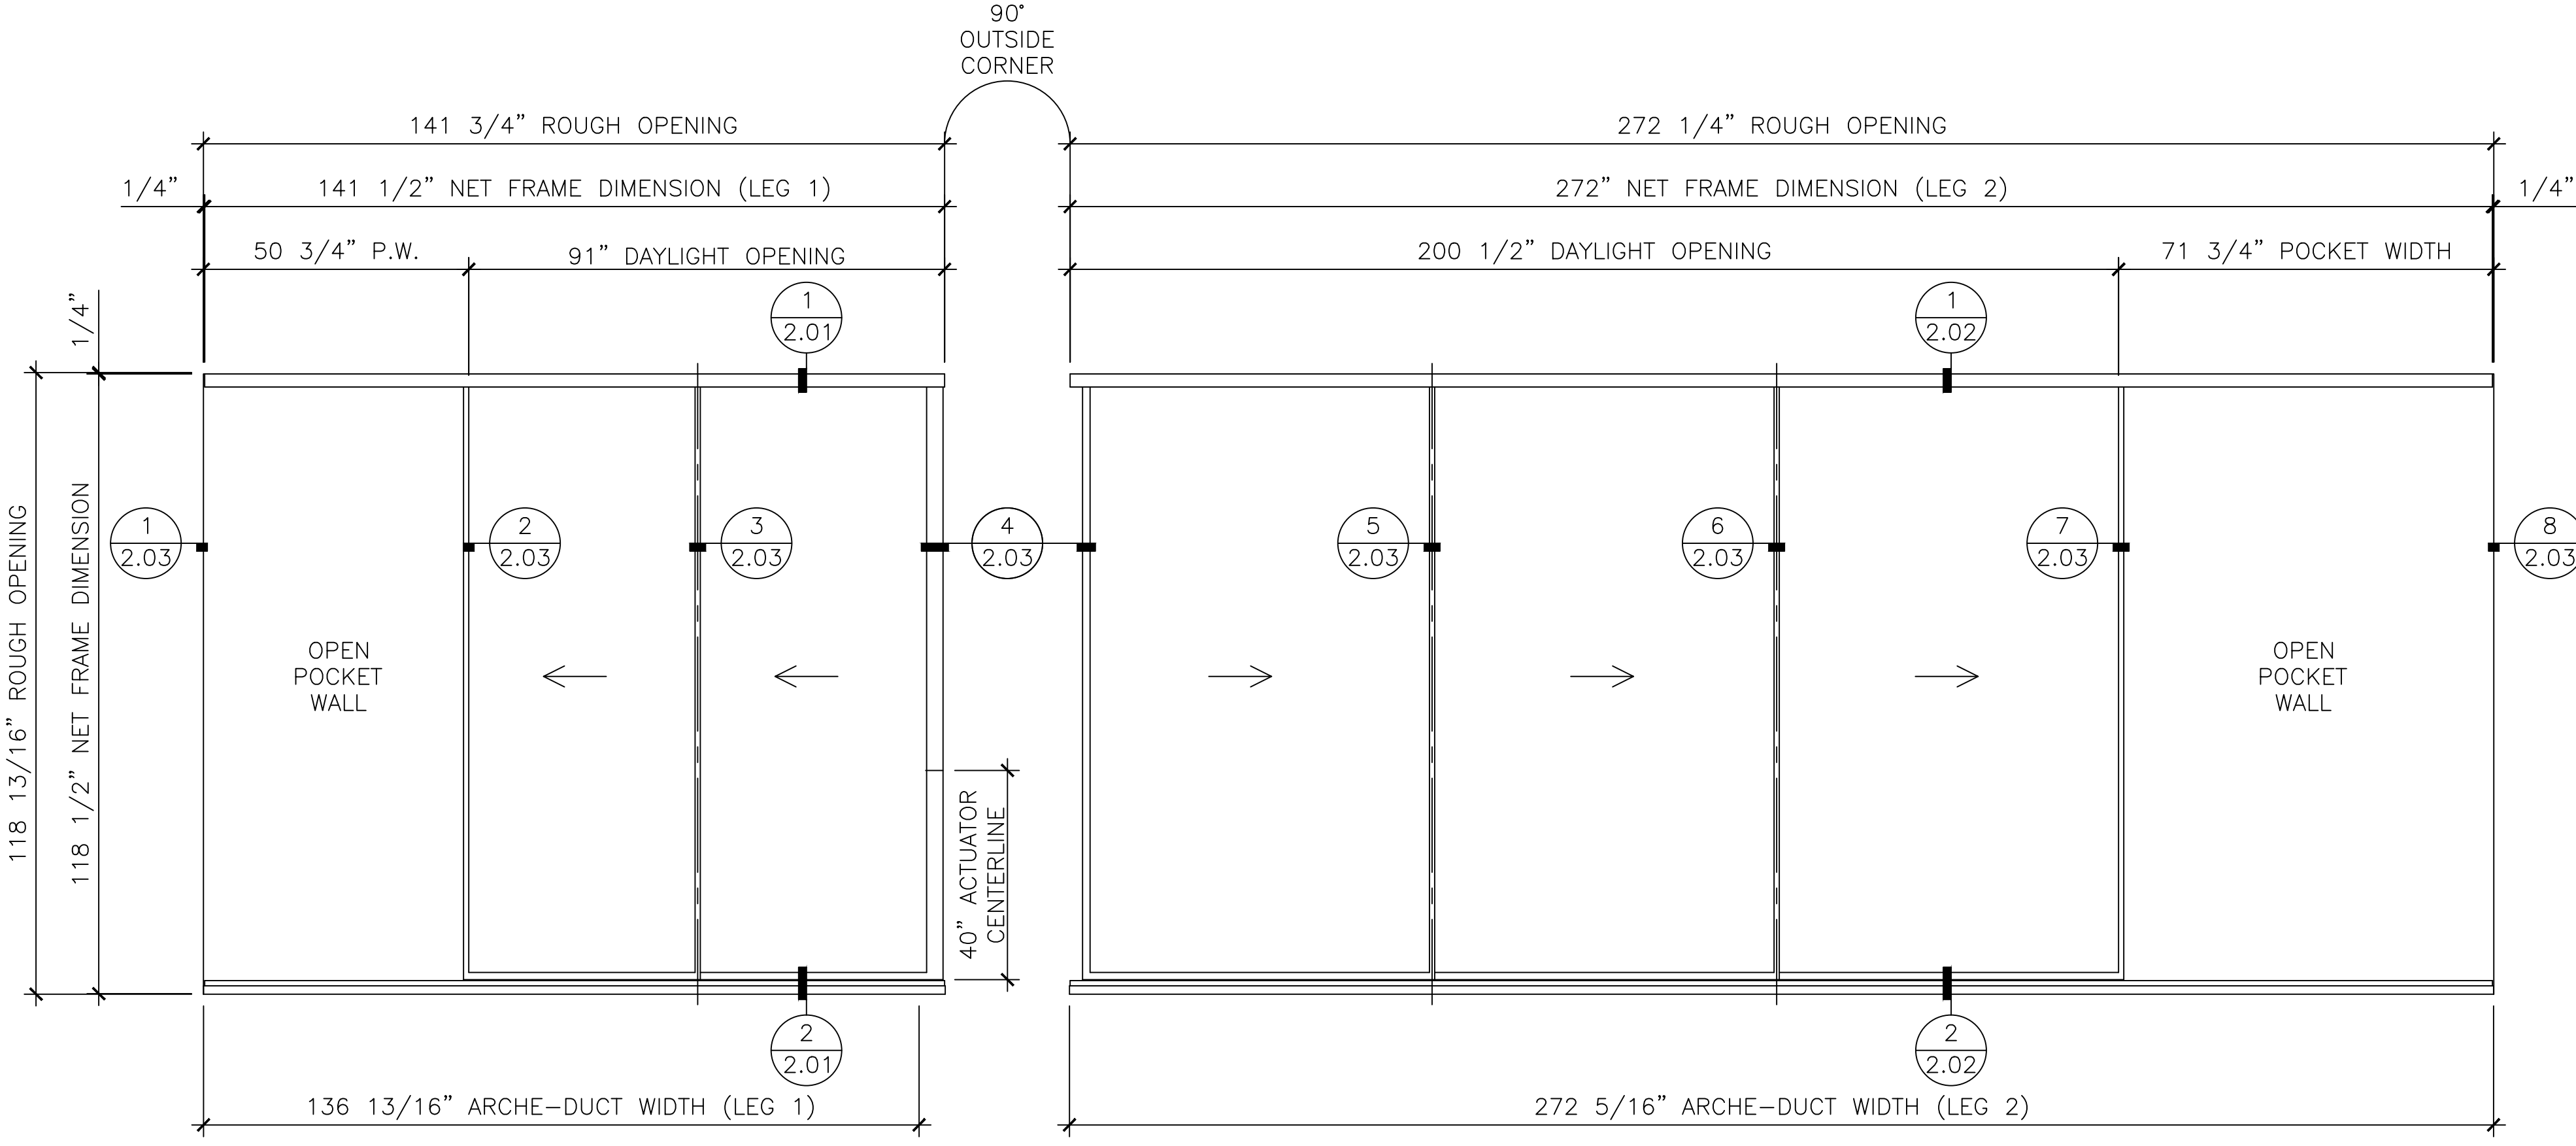 90°
OUTSIDE
CORNER
141 3/4” ROUGH OPENING
272 1/4” ROUGH OPENING
1/4”
141 1/2” NET FRAME DIMENSION (LEG 1)
272” NET FRAME DIMENSION (LEG 2)
1/4”
50 3/4” P.W.
91” DAYLIGHT OPENING
200 1/2” DAYLIGHT OPENING
71 3/4” POCKET WIDTH
1/4”
1
2.01
1
2.02
118 13/16” ROUGH OPENING
118 1/2” NET FRAME DIMENSION
1
2.03
2
2.03
3
2.03
4
2.03
5
2.03
6
2.03
7
2.03
8
2.03
OPEN
POCKET
WALL
OPEN
POCKET
WALL
40” ACTUATOR
CENTERLINE
2
2.01
2
2.02
136 13/16” ARCHE–DUCT WIDTH (LEG 1)
272 5/16” ARCHE–DUCT WIDTH (LEG 2)